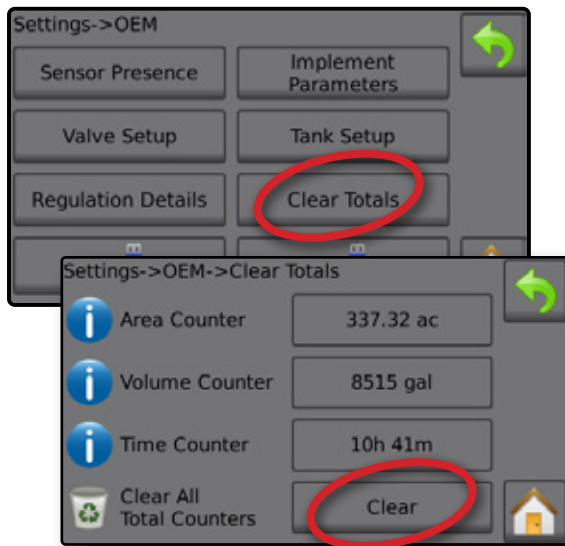 Settings->OEM
Sensor Presence
Implement
Parameters
Valve Setup
Tank Setup
Regulation Details
Clear Totals
Settings->OEM->Clear Totals
i Area Counter 337.32 ac
i Volume Counter 8515 gal
i Time Counter 10h 41m
Clear All
Total Counters
Clear